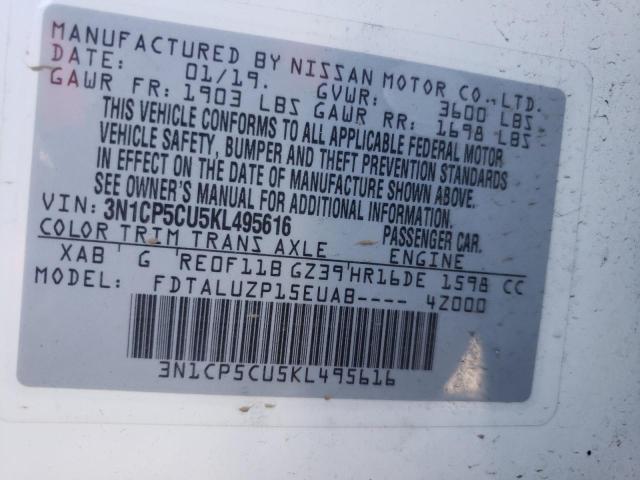 MANUFACTURED BY NISSAN MOTOR CO., LTD.
DATE: 01/19. GVWR: 3600 LBS
GAWR FR: 1903 LBS GAWR RR: 1698 LBS
THIS VEHICLE CONFORMS TO ALL APPLICABLE FEDERAL MOTOR
VEHICLE SAFETY, BUMPER AND THEFT PREVENTION STANDARDS
IN EFFECT ON THE DATE OF MANUFACTURE SHOWN ABOVE.
SEE OWNER'S MANUAL FOR ADDITIONAL INFORMATION.
VIN: 3N1CP5CU5KL495616 PASSENGER CAR.
COLOR TRIM TRANS AXLE ENGINE
XAB G RE0F11B GZ39 HR16DE 1598 CC
MODEL: FDTALUZP15EUAB---- 4Z000
3N1CP5CU5KL495616